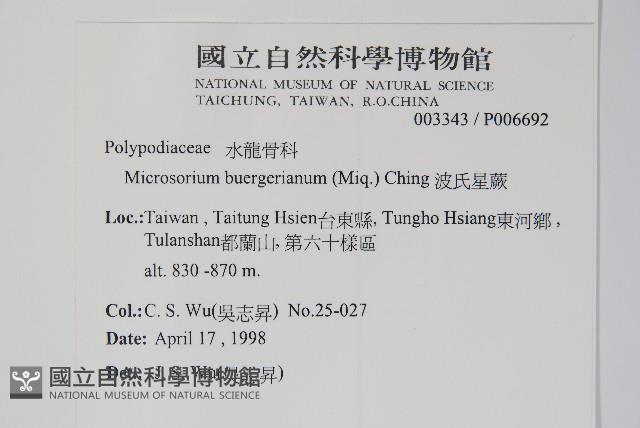 國立自然科學博物館
NATIONAL MUSEUM OF NATURAL SCIENCE
TAICHUNG, TAIWAN, R.O.CHINA
003343 / P006692
Polypodiaceae 水龍骨科
Microsorium buergerianum (Miq.) Ching 波氏星蕨
Loc.:Taiwan , Taitung Hsien台東縣, Tungho Hsiang東河鄉 ,
Tulanshan都蘭山, 第六十樣區
alt. 830 -870 m.
Col.:C. S. Wu(吳志昇) No.25-027
Date: April 17 , 1998
昇)
國立自然科學博物館
NATIONAL MUSEUM OF NATURAL SCIENCE